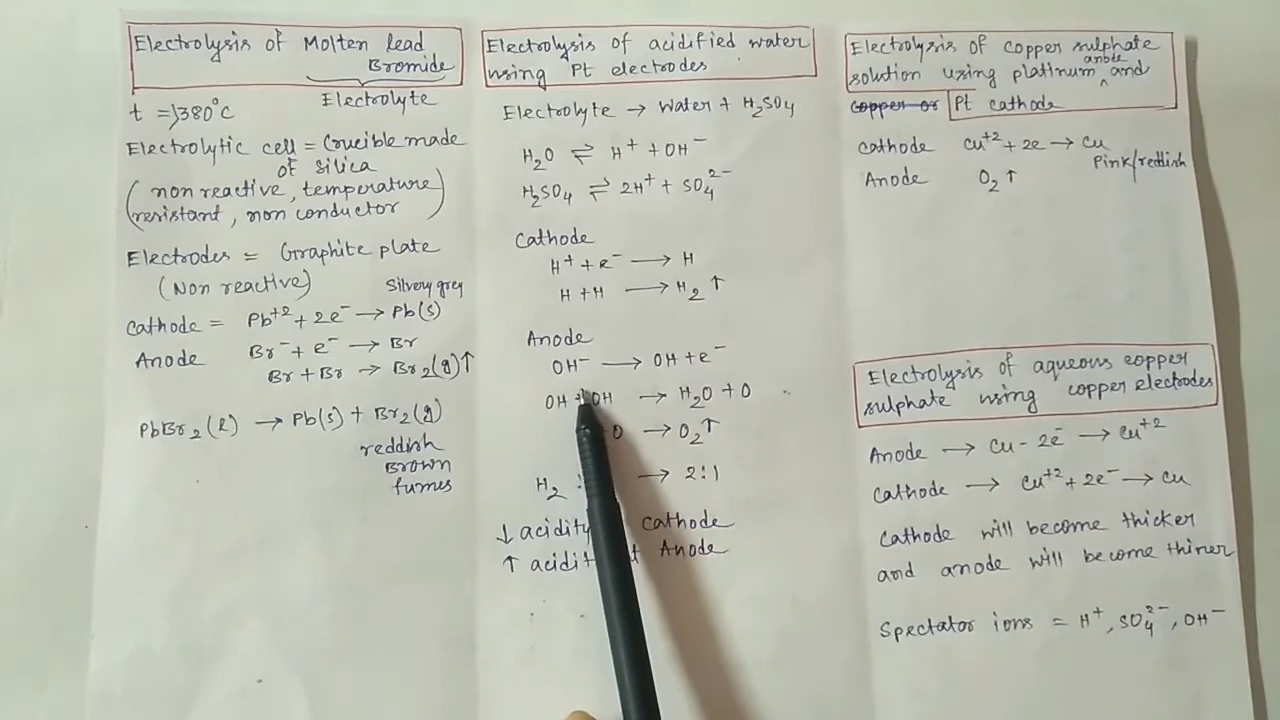 Electrolysis of Molten lead
Bromide
Electrolyte
t = >380°C
Electrolytic cell = Crucible made
of Silica
(non reactive, temperature
resistant, non conductor)
Electrodes = Graphite plate
(Non reactive)
Silvery grey
Cathode = Pb+2 + 2e- → Pb(s)
Anode Br- + e- → Br
Br + Br → Br2(g)↑
PbBr2(l) → Pb(s) + Br2(g)
reddish
Brown
fumes
Electrolysis of acidified water
using Pt electrodes
Electrolyte → Water + H2SO4
H2O ⇌ H+ + OH-
H2SO4 ⇌ 2H+ + SO4 2-
Cathode
H+ + e- → H
H + H → H2↑
Anode
OH- → OH + e-
OH + OH → H2O + O
O → O2↑
H2 : → 2:1
↓ acidity cathode
↑ acidit t Anode
Electrolysis of copper sulphate
solution using platinum anode and
copper or Pt cathode
Cathode Cu+2 + 2e → Cu
Pink/reddish
Anode O2↑
Electrolysis of aqueous copper
sulphate using copper electrodes
Anode → Cu - 2e- → Cu+2
Cathode → Cu+2 + 2e- → Cu
Cathode will become thicker
and anode will become thiner
Spectator ions = H+, SO4 2-, OH-